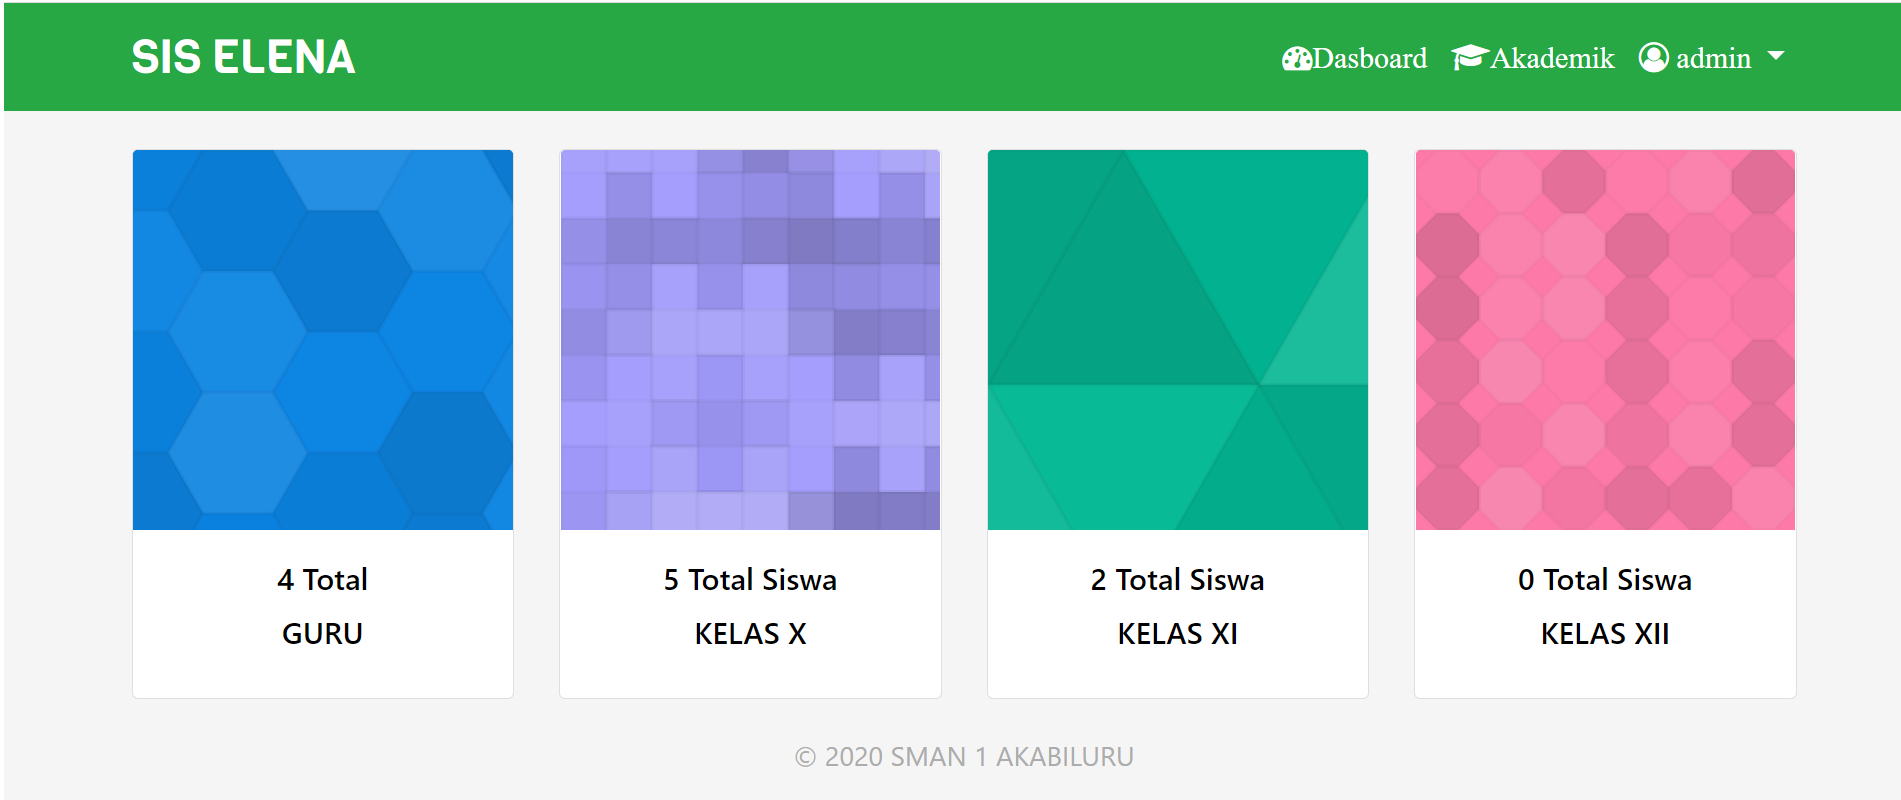 SIS ELENA
Dasboard Akademik admin
4 Total
GURU
5 Total Siswa
KELAS X
2 Total Siswa
KELAS XI
0 Total Siswa
KELAS XII
© 2020 SMAN 1 AKABILURU